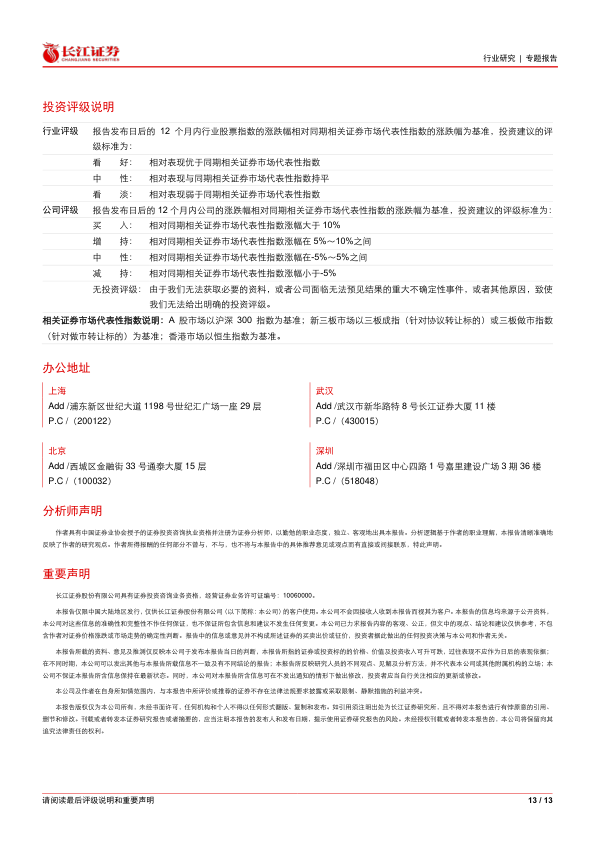 长江证券
CHANGJIANG SECURITIES
行业研究 | 专题报告
投资评级说明
行业评级 报告发布日后的 12 个月内行业股票指数的涨跌幅相对同期相关证券市场代表性指数的涨跌幅为基准，投资建议的评
级标准为：
看 好： 相对表现优于同期相关证券市场代表性指数
中 性： 相对表现与同期相关证券市场代表性指数持平
看 淡： 相对表现弱于同期相关证券市场代表性指数
公司评级 报告发布日后的 12 个月内公司的涨跌幅相对同期相关证券市场代表性指数的涨跌幅为基准，投资建议的评级标准为：
买 入： 相对同期相关证券市场代表性指数涨幅大于 10%
增 持： 相对同期相关证券市场代表性指数涨幅在 5%～10%之间
中 性： 相对同期相关证券市场代表性指数涨幅在-5%～5%之间
减 持： 相对同期相关证券市场代表性指数涨幅小于-5%
无投资评级： 由于我们无法获取必要的资料，或者公司面临无法预见结果的重大不确定性事件，或者其他原因，致使
我们无法给出明确的投资评级。
相关证券市场代表性指数说明：A 股市场以沪深 300 指数为基准；新三板市场以三板成指（针对协议转让标的）或三板做市指数
（针对做市转让标的）为基准；香港市场以恒生指数为基准。
办公地址
上海
Add /浦东新区世纪大道 1198 号世纪汇广场一座 29 层
P.C /（200122）
武汉
Add /武汉市新华路特 8 号长江证券大厦 11 楼
P.C /（430015）
北京
Add /西城区金融街 33 号通泰大厦 15 层
P.C /（100032）
深圳
Add /深圳市福田区中心四路 1 号嘉里建设广场 3 期 36 楼
P.C /（518048）
分析师声明
作者具有中国证券业协会授予的证券投资咨询执业资格并注册为证券分析师，以勤勉的职业态度，独立、客观地出具本报告。分析逻辑基于作者的职业理解，本报告清晰准确地
反映了作者的研究观点。作者所得报酬的任何部分不曾与，不与，也不将与本报告中的具体推荐意见或观点而有直接或间接联系，特此声明。
重要声明
长江证券股份有限公司具有证券投资咨询业务资格，经营证券业务许可证编号：10060000。
本报告仅限中国大陆地区发行，仅供长江证券股份有限公司（以下简称：本公司）的客户使用。本公司不会因接收人收到本报告而视其为客户。本报告的信息均来源于公开资料，
本公司对这些信息的准确性和完整性不作任何保证，也不保证所包含信息和建议不发生任何变更。本公司已力求报告内容的客观、公正，但文中的观点、结论和建议仅供参考，不包
含作者对证券价格涨跌或市场走势的确定性判断。报告中的信息或意见并不构成所述证券的买卖出价或征价，投资者据此做出的任何投资决策与本公司和作者无关。
本报告所载的资料、意见及推测仅反映本公司于发布本报告当日的判断，本报告所指的证券或投资标的的价格、价值及投资收入可升可跌，过往表现不应作为日后的表现依据；
在不同时期，本公司可以发出其他与本报告所载信息不一致及有不同结论的报告；本报告所反映研究人员的不同观点、见解及分析方法，并不代表本公司或其他附属机构的立场；本
公司不保证本报告所含信息保持在最新状态。同时，本公司对本报告所含信息可在不发出通知的情形下做出修改，投资者应当自行关注相应的更新或修改。
本公司及作者在自身所知情范围内，与本报告中所评价或推荐的证券不存在法律法规要求披露或采取限制、静默措施的利益冲突。
本报告版权仅为本公司所有，未经书面许可，任何机构和个人不得以任何形式翻版、复制和发布。如引用须注明出处为长江证券研究所，且不得对本报告进行有悖原意的引用、
删节和修改。刊载或者转发本证券研究报告或者摘要的，应当注明本报告的发布人和发布日期，提示使用证券研究报告的风险。未经授权刊载或者转发本报告的，本公司将保留向其
追究法律责任的权利。
请阅读最后评级说明和重要声明
13 / 13